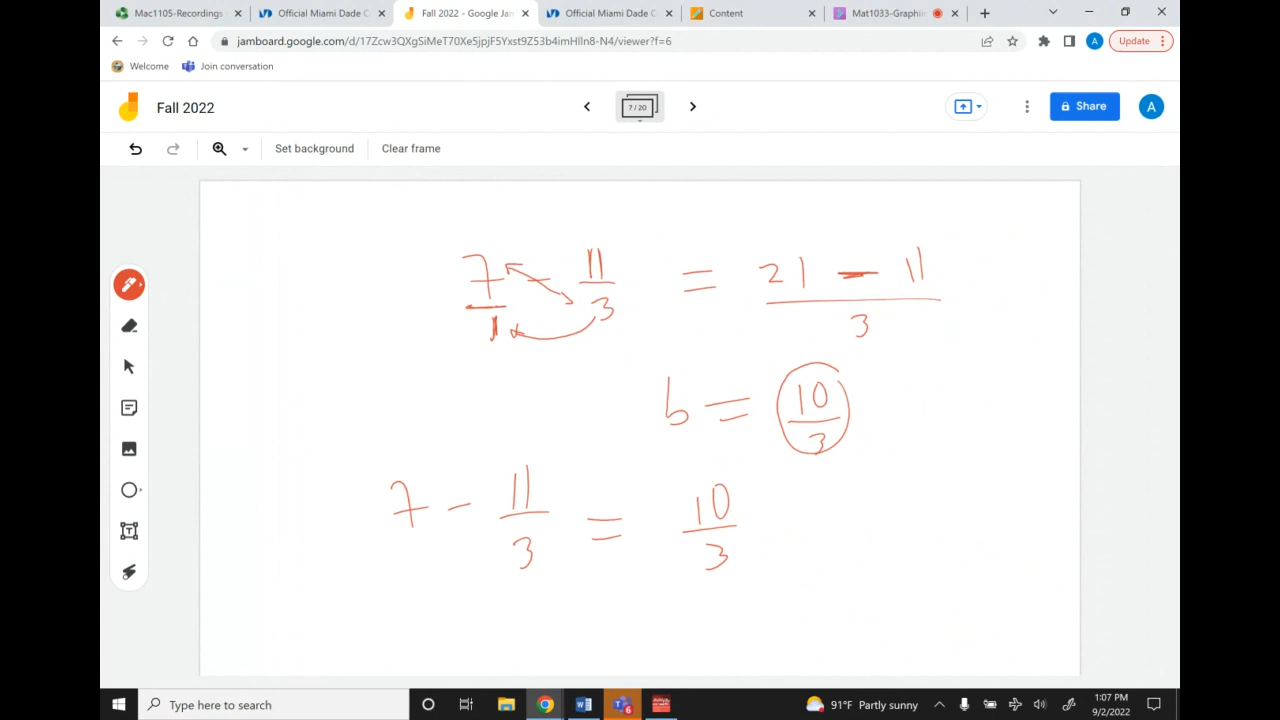 Mac1105-Recordings
Official Miami Dade C
Fall 2022 - Google Jam
Official Miami Dade C
Content
Mat1033-Graphi
jamboard.google.com/d/17Zcw3QXgSiMeT70Xe5jpjF5Yxst9Z53b4imHlln8-N4/viewer?f=6
A
Update
Welcome
Join conversation
Fall 2022
7 / 20
Share
A
Set background
Clear frame
7/1 - 11/3 = 21 - 11/3
b = 10/3
7 - 11/3 = 10/3
Type here to search
6
91°F Partly sunny
1:07 PM
9/2/2022